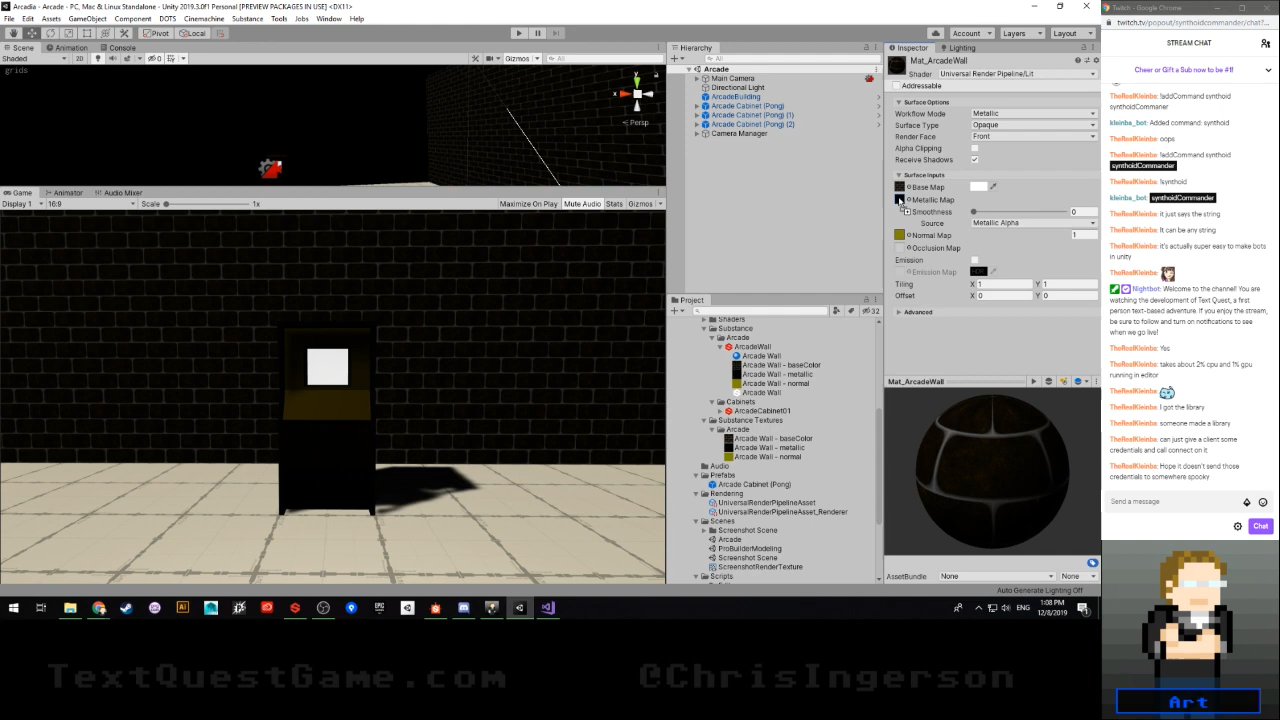 Arcadia - Arcade - PC, Mac & Linux Standalone - Unity 2019.3.0f1 [PREVIEW PACKAGES IN USE] <DX11>
File Edit Assets GameObject Component DOTS Cinemachine Substance Tools Jobs Window Help
Pivot Local Account Layers Layout
Scene Animation Console
Shaded 2D Gizmos All
grids
y
x
Persp
Game Animator Audio Mixer
Display 1 16:9 Scale 1x Maximize On Play Mute Audio Stats Gizmos
Hierarchy
All
Arcade
Main Camera
Directional Light
ArcadeBuilding
Arcade Cabinet (Pong)
Arcade Cabinet (Pong) (1)
Arcade Cabinet (Pong) (2)
Camera Manager
Project
32
Shaders
Substance
Arcade
ArcadeWall
Arcade Wall
Arcade Wall - baseColor
Arcade Wall - metallic
Arcade Wall - normal
Arcade Wall
Cabinets
ArcadeCabinet01
Substance Textures
Arcade
Arcade Wall - baseColor
Arcade Wall - metallic
Arcade Wall - normal
Audio
Prefabs
Arcade Cabinet (Pong)
Rendering
UniversalRenderPipelineAsset
UniversalRenderPipelineAsset_Renderer
Scenes
Screenshot Scene
Arcade
ProBuilderModeling
Screenshot Scene
ScreenshotRenderTexture
Scripts
Inspector Lighting
Mat_ArcadeWall
Shader Universal Render Pipeline/Lit
Addressable
Surface Options
Workflow Mode Metallic
Surface Type Opaque
Render Face Front
Alpha Clipping
Receive Shadows
Surface Inputs
Base Map
Metallic Map
Smoothness 0
Source Metallic Alpha
Normal Map 1
Occlusion Map
Emission
Emission Map HDR
Tiling X 1 Y 1
Offset X 0 Y 0
Advanced
Mat_ArcadeWall
AssetBundle None None
Auto Generate Lighting Off
ENG
1:08 PM
12/8/2019
TextQuestGame.com @ChrisIngerson
Twitch - Google Chrome
twitch.tv/popout/synthoidcommander/chat?...
STREAM CHAT
Cheer or Gift a Sub now to be #1!
TheRealKleinba: !addCommand synthoid
synthoidCommaner
kleinba_bot: Added command: synthoid
TheRealKleinba: oops
TheRealKleinba: !addCommand synthoid
synthoidCommander
TheRealKleinba: !synthoid
kleinba_bot: synthoidCommander
TheRealKleinba: it just says the string
TheRealKleinba: It can be any string
TheRealKleinba: it's actually super easy to make bots
in unity
TheRealKleinba:
Nightbot: Welcome to the channel! You are
watching the development of Text Quest, a first
person text-based adventure. If you enjoy the stream,
be sure to follow and turn on notifications to see
when we go live!
TheRealKleinba: Yes
TheRealKleinba: takes about 2% cpu and 1% gpu
running in editor
TheRealKleinba:
TheRealKleinba: I got the library
TheRealKleinba: someone made a library
TheRealKleinba: can just give a client some
credentials and call connect on it
TheRealKleinba: Hope it doesn't send those
credentials to somewhere spooky
Send a message
Chat
Art